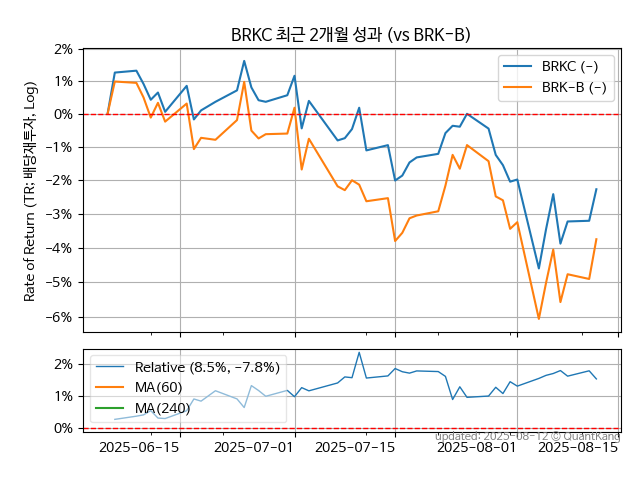 BRKC 최근 2개월 성과 (vs BRK-B)
Rate of Return (TR: 배당재투자, Log)
2%
1%
0%
-1%
-2%
-3%
-4%
-5%
-6%
BRKC (-)
BRK-B (-)
2%
1%
0%
Relative (8.5%, -7.8%)
MA(60)
MA(240)
2025-06-15
2025-07-01
2025-07-15
2025-08-01
2025-08-15
updated: 2025-08-12 © QuantKang